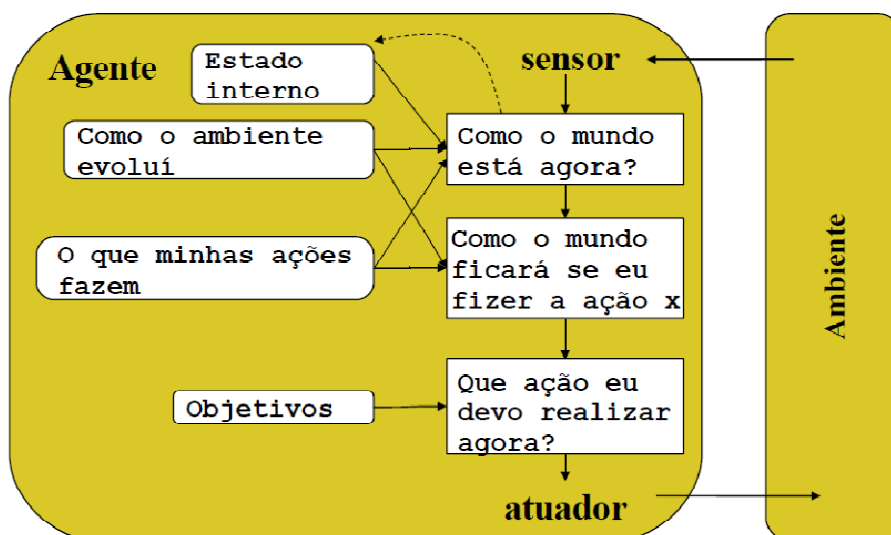 Agente
Estado
interno
sensor
Como o ambiente
evoluí
Como o mundo
está agora?
O que minhas ações
fazem
Como o mundo
ficará se eu
fizer a ação x
Objetivos
Que ação eu
devo realizar
agora?
atuador
Ambiente